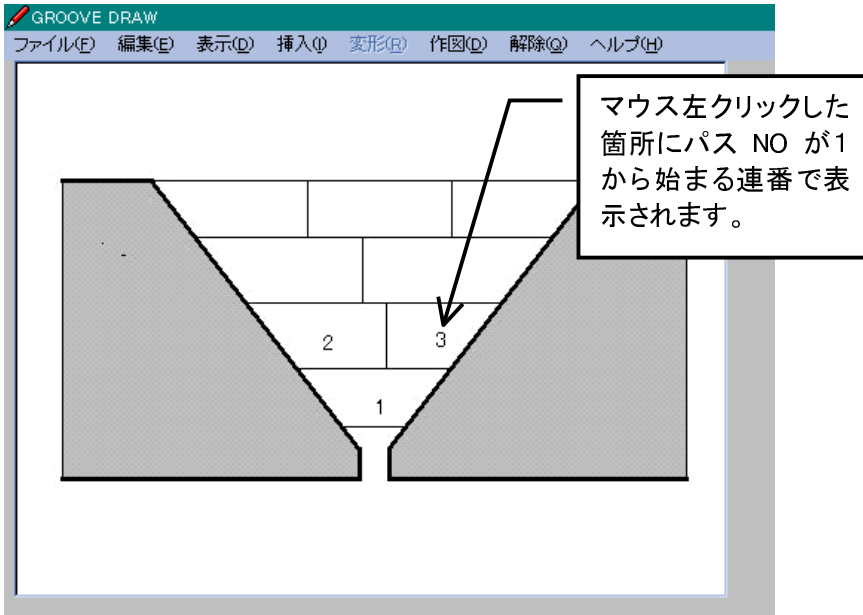 GROOVE DRAW
ファイル(F) 編集(E) 表示(D) 挿入(I) 変形(R) 作図(D) 解除(Q) ヘルプ(H)
マウス左クリックした
箇所にパス NO が1
から始まる連番で表
示されます。
2 3
1